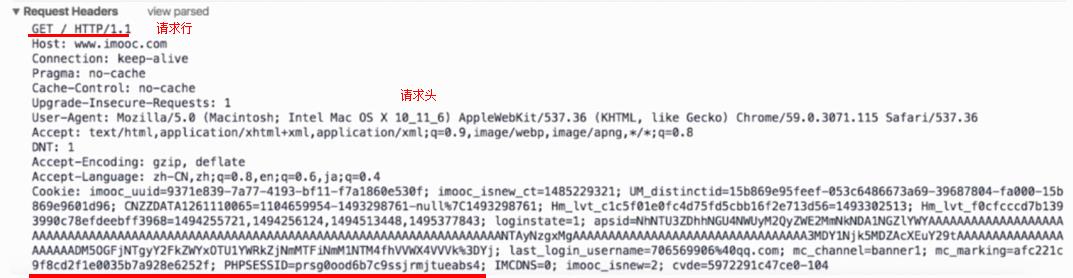 ▼ Request Headers view parsed
GET / HTTP/1.1 请求行
Host: www.imooc.com
Connection: keep-alive
Pragma: no-cache
Cache-Control: no-cache
Upgrade-Insecure-Requests: 1
请求头
User-Agent: Mozilla/5.0 (Macintosh; Intel Mac OS X 10_11_6) AppleWebKit/537.36 (KHTML, like Gecko) Chrome/59.0.3071.115 Safari/537.36
Accept: text/html,application/xhtml+xml,application/xml;q=0.9,image/webp,image/apng,*/*;q=0.8
DNT: 1
Accept-Encoding: gzip, deflate
Accept-Language: zh-CN,zh;q=0.8,en;q=0.6,ja;q=0.4
Cookie: imooc_uuid=9371e839-7a77-4193-bf11-f7a1860e530f; imooc_isnew_ct=1485229321; UM_distinctid=15b869e95feef-053c6486673a69-39687804-fa000-15b
869e9601d96; CNZZDATA1261110065=1104659954-1493298761-null%7C1493298761; Hm_lvt_c1c5f01e0fc4d75fd5cbb16f2e713d56=1493302513; Hm_lvt_f0cfcccd7b139
3990c78efdeebff3968=1494255721,1494256124,1494513448,1495377843; loginstate=1;
last_login_username=706569906%40qq.com; mc_channel=banner1; mc_marking=afc221
9f8cd2f1e0035b7a928e6252f; PHPSESSID=prsg0ood6b7c9ssjrmjtueabs4; IMCDNS=0; imooc_isnew=2; cvde=5972291c47ce0-104